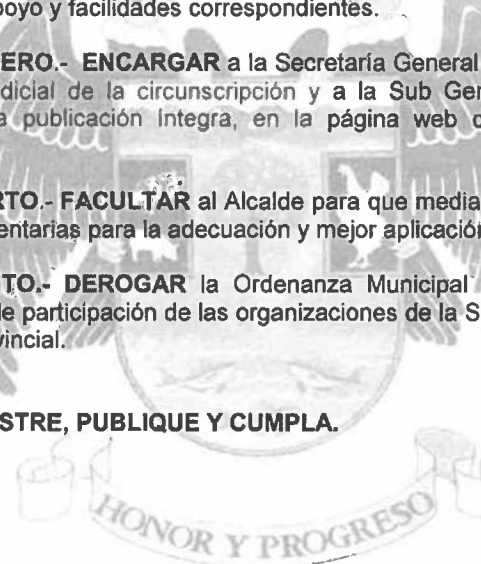 poyo y facilidades correspondientes.
ERO.- ENCARGAR a la Secretaría General
dicial de la circunscripción y a la Sub Ger
a publicación íntegra, en la página web d
RTO.- FACULTAR al Alcalde para que media
entarias para la adecuación y mejor aplicación
TO.- DEROGAR la Ordenanza Municipal
de participación de las organizaciones de la S
vincial.
STRE, PUBLIQUE Y CUMPLA.
HONOR Y PROGRESO